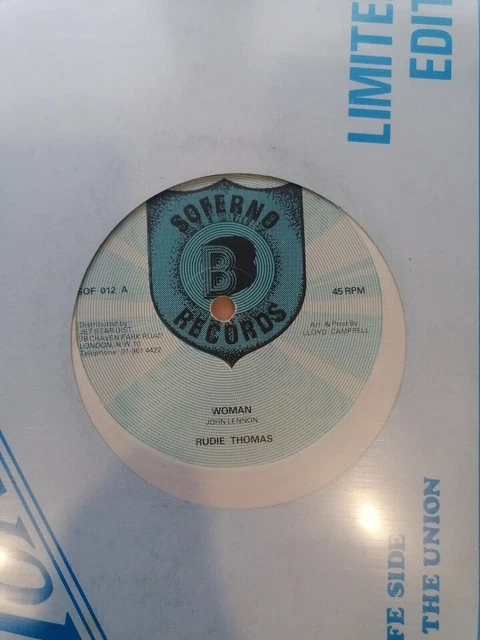 LIMITE
EDIT
SOFERNO
B
RECORDS
SOF 012 A
45 RPM
Distributed by
JET STAR DIST.
78 CRAVEN PARK ROAD
LONDON, N.W.10
Telephone: 01-961 4422
Arr. & Prod By
LLOYD CAMPBELL
WOMAN
JOHN LENNON
RUDIE THOMAS
FE SIDE
THE UNION